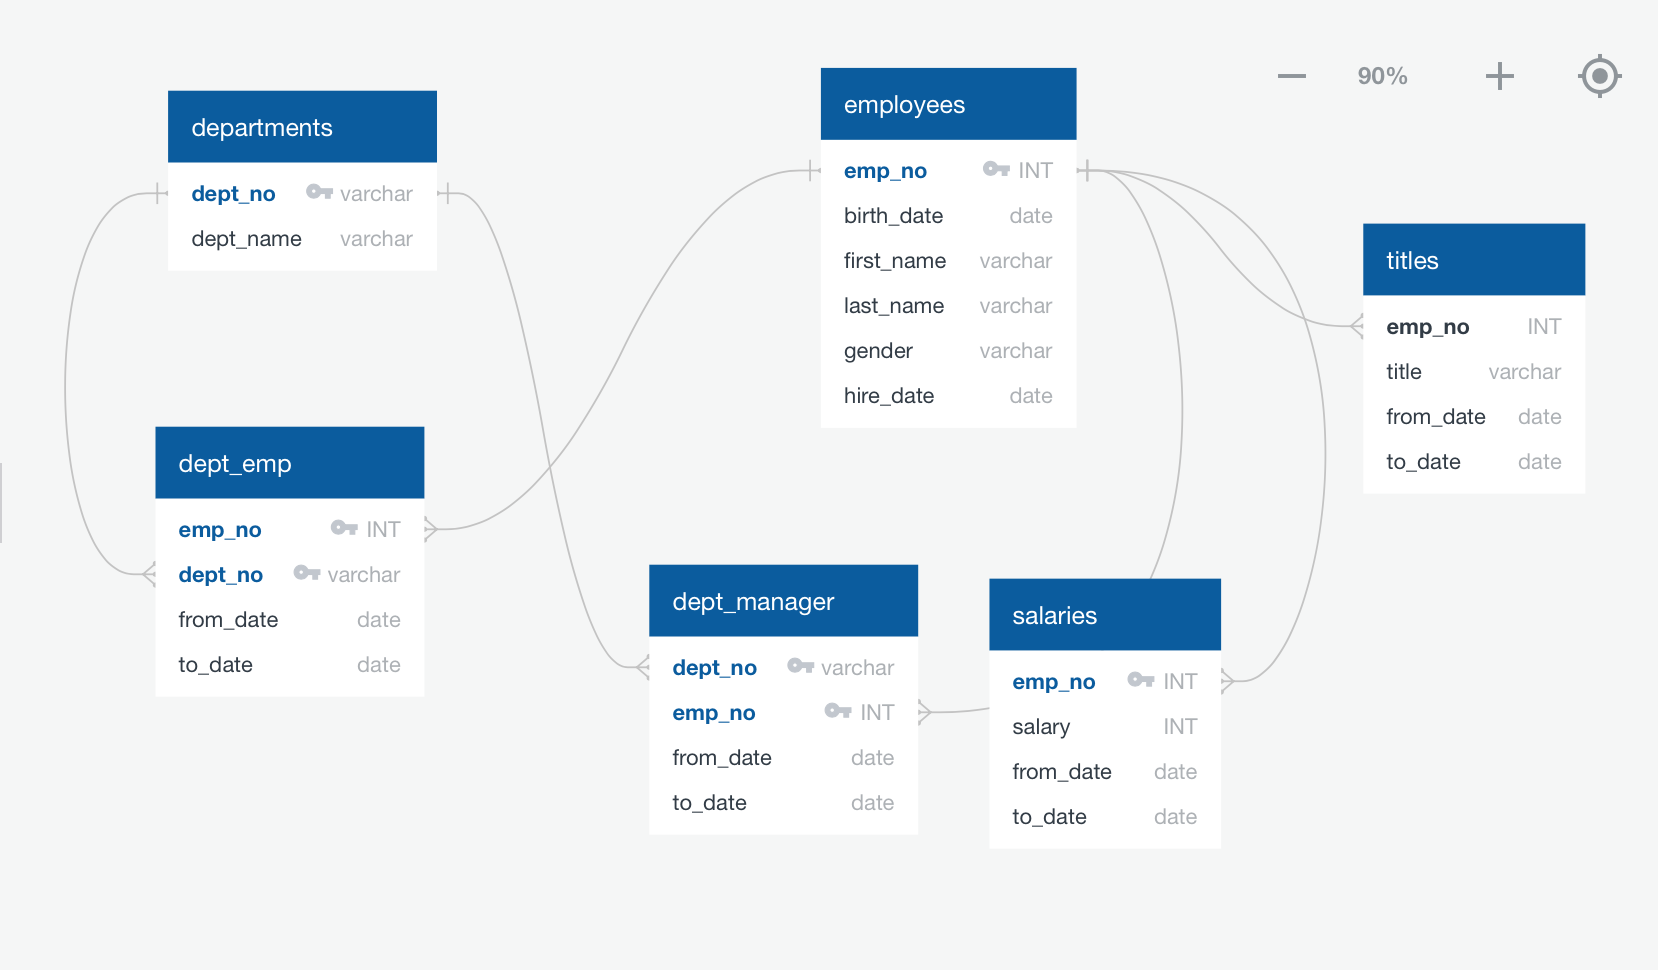 90%
departments
dept_no varchar
dept_name varchar
employees
emp_no INT
birth_date date
first_name varchar
last_name varchar
gender varchar
hire_date date
titles
emp_no INT
title varchar
from_date date
to_date date
dept_emp
emp_no INT
dept_no varchar
from_date date
to_date date
dept_manager
dept_no varchar
emp_no INT
from_date date
to_date date
salaries
emp_no INT
salary INT
from_date date
to_date date